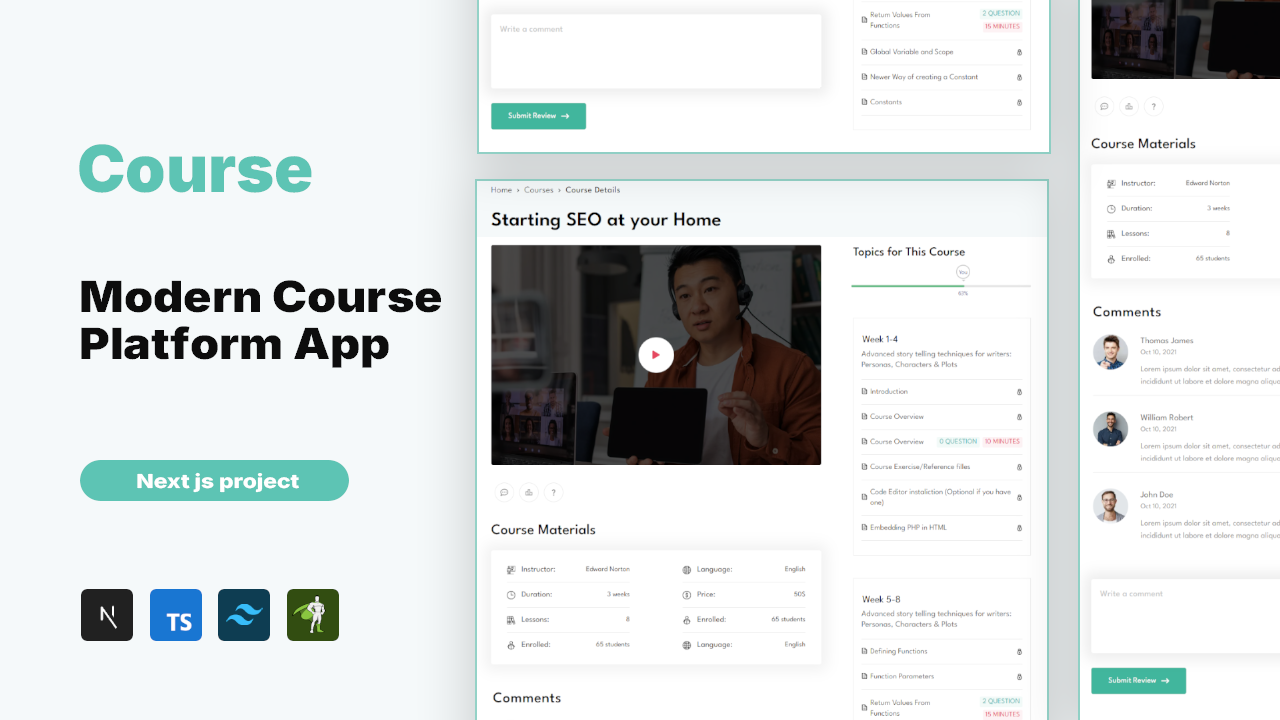 Course
Modern Course
Platform App
Next js project
N
TS
Write a comment
Submit Review
Return Values From
Functions
2 QUESTION
15 MINUTES
Global Variable and Scope
Newer Way of creating a Constant
Constants
Home > Courses > Course Details
Starting SEO at your Home
Topics for This Course
You
63%
Week 1-4
Advanced story telling techniques for writers:
Personas, Characters & Plots
Introduction
Course Overview
Course Overview 0 QUESTION 10 MINUTES
Course Exercise/Reference filles
Code Editor instaliction (Optional if you have
one)
Embedding PHP in HTML
?
Course Materials
Instructor: Edward Norton
Language: English
Duration: 3 weeks
Price: 50$
Lessons: 8
Enrolled: 65 students
Enrolled: 65 students
Language: English
Week 5-8
Advanced story telling techniques for writers:
Personas, Characters & Plots
Defining Functions
Function Parameters
Return Values From
Functions
2 QUESTION
15 MINUTES
Comments
?
Course Materials
Instructor: Edward Norton
Duration: 3 weeks
Lessons: 8
Enrolled: 65 students
Comments
Thomas James
Oct 10, 2021
Lorem ipsum dolor sit amet, consectetur ad
incididunt ut labore et dolore magna aliqua
William Robert
Oct 10, 2021
Lorem ipsum dolor sit amet, consectetur ad
incididunt ut labore et dolore magna aliqua
John Doe
Oct 10, 2021
Lorem ipsum dolor sit amet, consectetur ad
incididunt ut labore et dolore magna aliqua
Write a comment
Submit Review